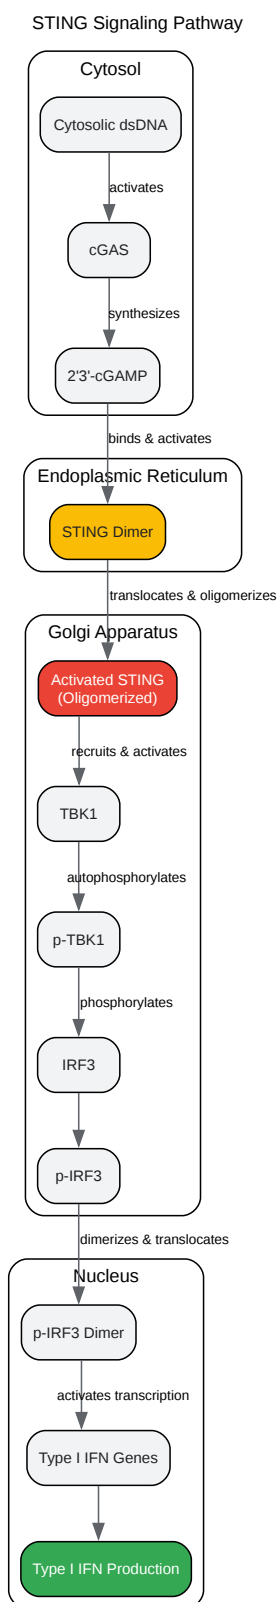 STING Signaling Pathway
Cytosol
Cytosolic dsDNA
activates
cGAS
synthesizes
2'3'-cGAMP
binds & activates
Endoplasmic Reticulum
STING Dimer
translocates & oligomerizes
Golgi Apparatus
Activated STING
(Oligomerized)
recruits & activates
TBK1
autophosphorylates
p-TBK1
phosphorylates
IRF3
p-IRF3
dimerizes & translocates
Nucleus
p-IRF3 Dimer
activates transcription
Type I IFN Genes
Type I IFN Production